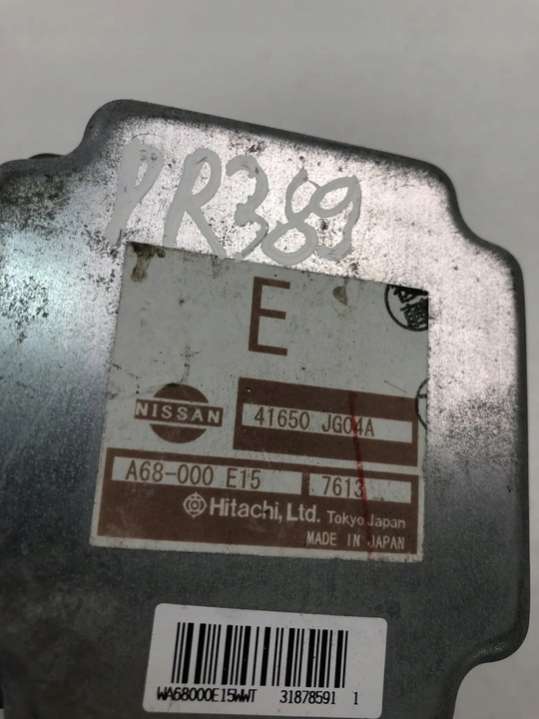 PR389
E
NISSAN
41650 JG04A
A68-000 E15 7613
Hitachi, Ltd. Tokyo Japan
MADE IN JAPAN
WA68000E15WWT 31878591 1